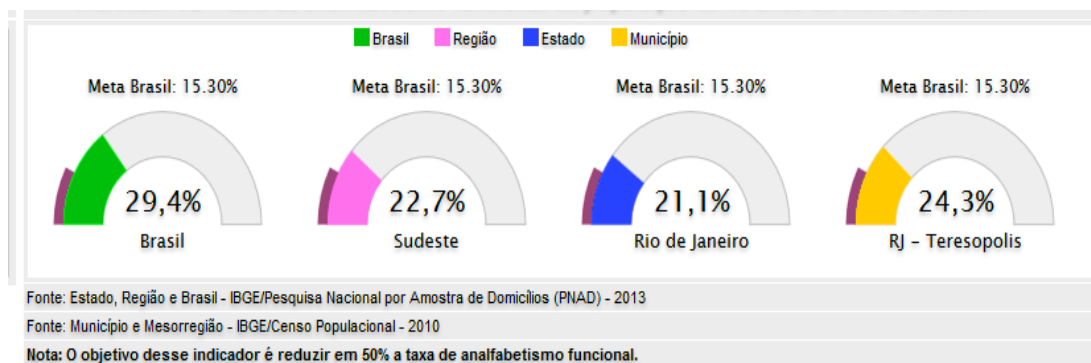 Brasil Região Estado Município
Meta Brasil: 15.30% Meta Brasil: 15.30% Meta Brasil: 15.30% Meta Brasil: 15.30%
29,4% 22,7% 21,1% 24,3%
Brasil Sudeste Rio de Janeiro RJ - Teresopolis
Fonte: Estado, Região e Brasil - IBGE/Pesquisa Nacional por Amostra de Domicílios (PNAD) - 2013
Fonte: Município e Mesorregião - IBGE/Censo Populacional - 2010
Nota: O objetivo desse indicador é reduzir em 50% a taxa de analfabetismo funcional.